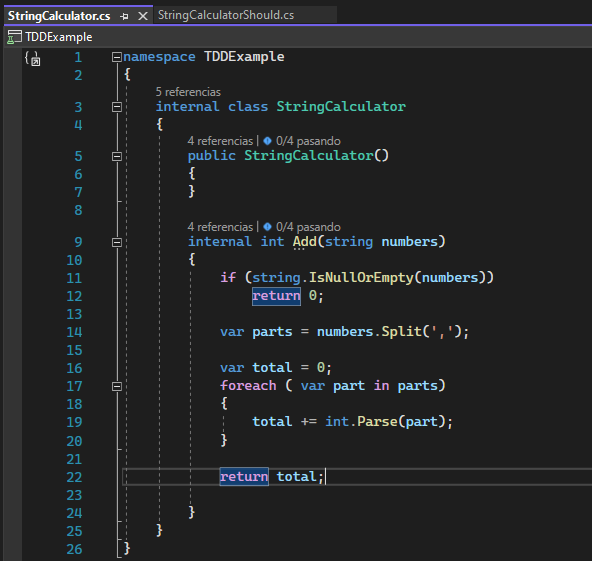 StringCalculator.cs StringCalculatorShould.cs
TDDExample
1 namespace TDDExample
2 {
5 referencias
3 internal class StringCalculator
4 {
4 referencias | 0/4 pasando
5 public StringCalculator()
6 {
7 }
8
4 referencias | 0/4 pasando
9 internal int Add(string numbers)
10 {
11 if (string.IsNullOrEmpty(numbers))
12 return 0;
13
14 var parts = numbers.Split(',');
15
16 var total = 0;
17 foreach ( var part in parts)
18 {
19 total += int.Parse(part);
20 }
21
22 return total;
23
24 }
25 }
26 }